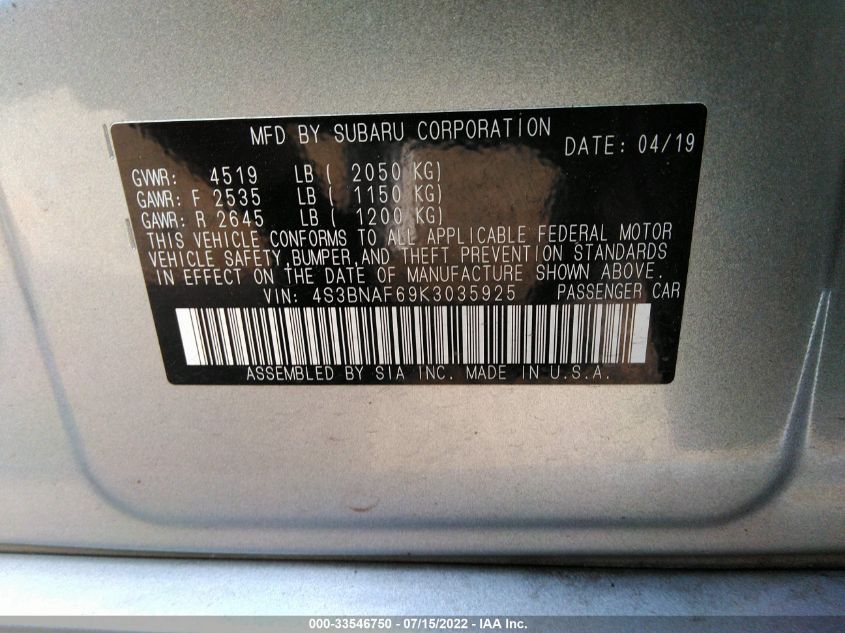 MFD BY SUBARU CORPORATION DATE: 04/19
GVWR: 4519 LB ( 2050 KG)
GAWR: F 2535 LB ( 1150 KG)
GAWR: R 2645 LB ( 1200 KG)
THIS VEHICLE CONFORMS TO ALL APPLICABLE FEDERAL MOTOR
VEHICLE SAFETY,BUMPER,AND THEFT PREVENTION STANDARDS
IN EFFECT ON THE DATE OF MANUFACTURE SHOWN ABOVE.
VIN: 4S3BNAF69K3035925 PASSENGER CAR
ASSEMBLED BY SIA INC. MADE IN U.S.A.
000-33546750 - 07/15/2022 - IAA Inc.